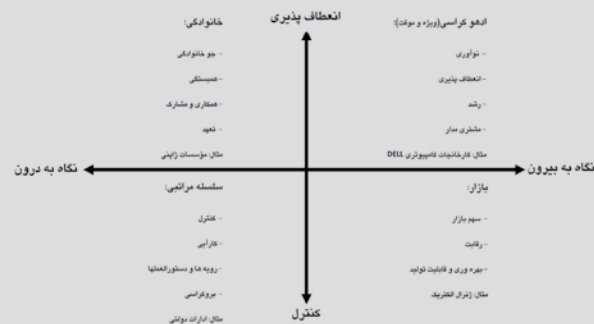 انعطاف پذیری
ادهو کراسی(ویژه و موقت):
- نوآوری
- انعطاف پذیری
- رشد
- مشتری مدار
مثال: کارخانجات کامپیوتری DELL
خانوادگی:
- جو خانوادگی
- همبستگی
- همکاری و مشارک
- تعهد
مثال: مؤسسات ژاپنی
نگاه به بیرون
نگاه به درون
بازار:
- سهم بازار
- رقابت
- بهره وری و قابلیت تولید
مثال: ژنرال الکتریک
سلسله مراتبی:
- کنترل
- کارآیی
- رویه ها و دستورالعملها
- بروکراسی
مثال: ادارات دولتی
کنترل